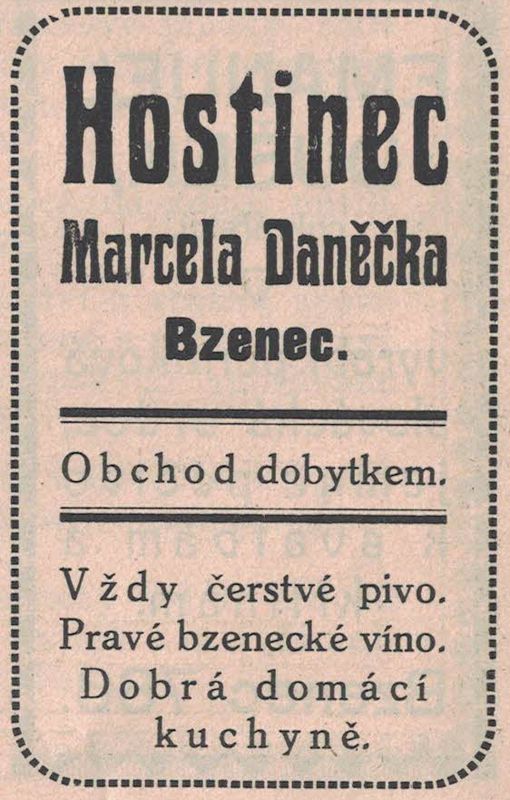 Hostinec
Marcela Daněčka
Bzenec.
Obchod dobytkem.
Vždy čerstvé pivo.
Pravé bzenecké víno.
Dobrá domácí
kuchyně.